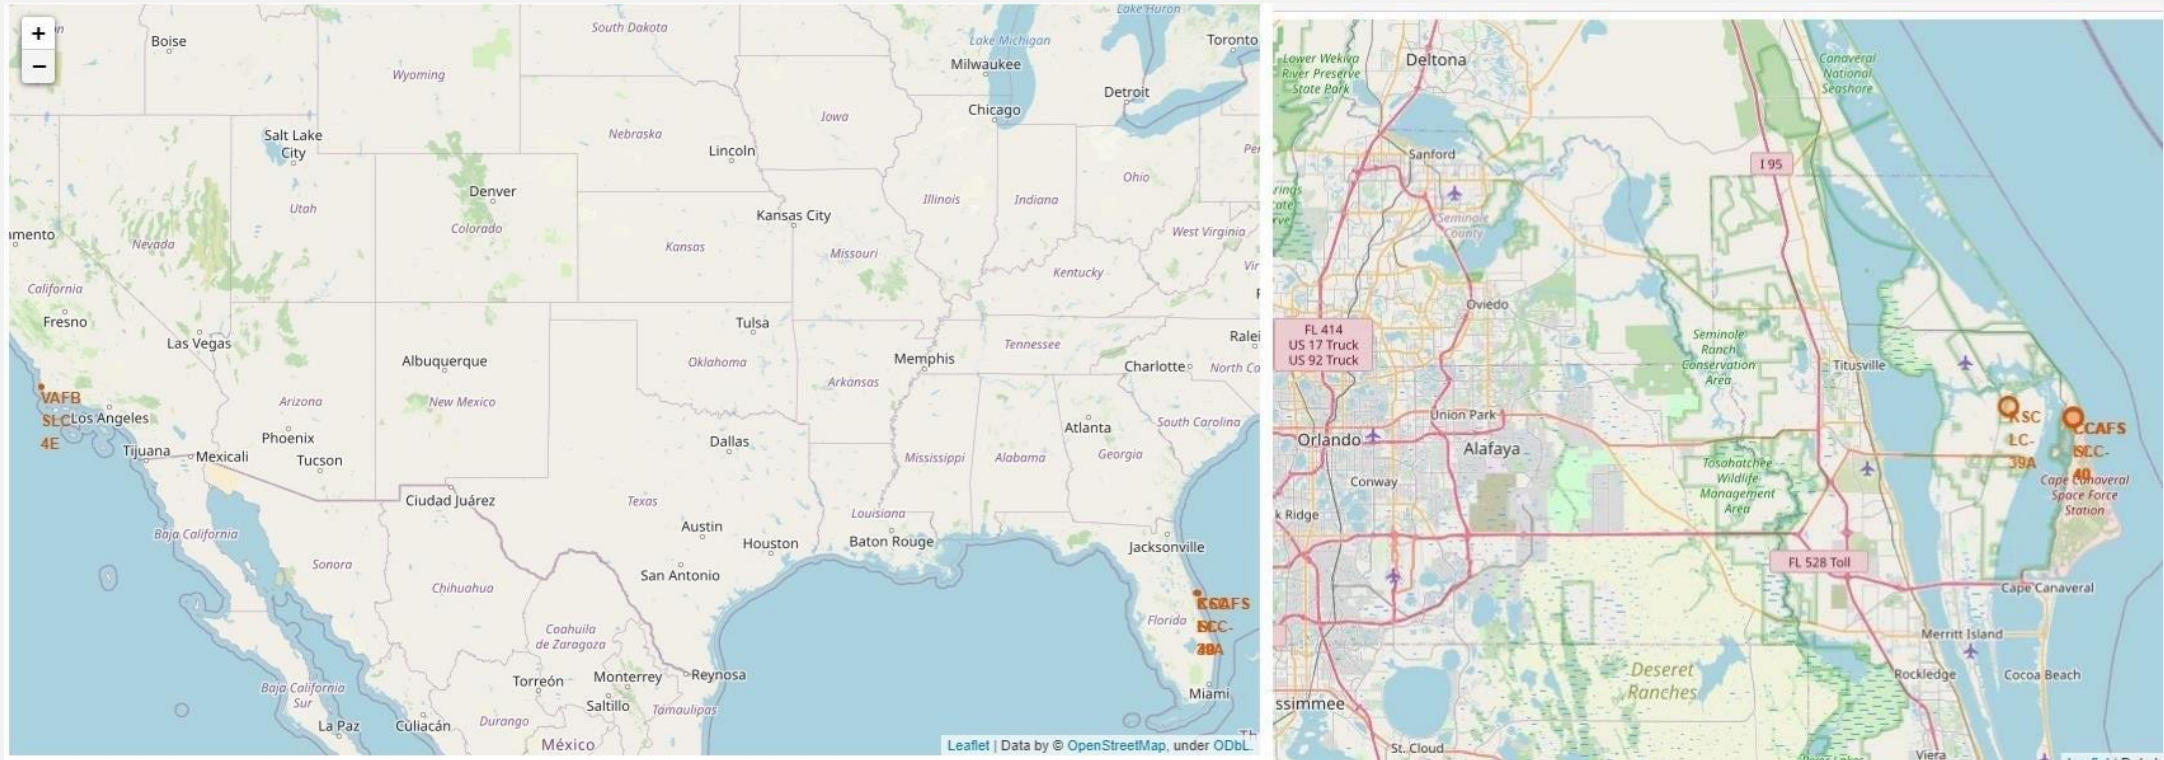 +
−
Boise
South Dakota
Lake Huron
Lake Michigan
Toronto
Wyoming
Milwaukee
Detroit
Chicago
Iowa
Salt Lake
City
Nebraska
Lincoln
Ohio
Denver
Utah
Illinois
Indiana
Kansas City
Colorado
West Virginia
Nevada
Kansas
Missouri
Kentucky
California
Fresno
Las Vegas
Tulsa
Albuquerque
Oklahoma
Memphis
Tennessee
Charlotte
North Ca
Arkansas
VAFB
SLC
4E
Los Angeles
Arizona
New Mexico
Phoenix
Tucson
Dallas
Atlanta
South Carolina
Tijuana
Mexicali
Mississippi
Alabama
Georgia
Ciudad Juárez
Texas
Louisiana
Austin
Baja California
Houston
Baton Rouge
Jacksonville
Sonora
San Antonio
Chihuahua
Florida
Coahuila
de Zaragoza
Reynosa
Torreón
Monterrey
Miami
Baja California
Sur
Saltillo
Tamaulipas
La Paz
Culiacán
Durango
México
Leaflet | Data by © OpenStreetMap, under ODbL.
Lower Wekiva
River Preserve
State Park
Deltona
Canaveral
National
Seashore
Sanford
I 95
Seminole
County
Oviedo
FL 414
US 17 Truck
US 92 Truck
Seminole
Ranch
Conservation
Area
Titusville
Union Park
KSC
LC-
39A
CCAFS
Orlando
Alafaya
Tosohatchee
Wildlife
Management
Area
Conway
Cape Canaveral
Space Force
Station
k Ridge
FL 528 Toll
Cape Canaveral
Merritt Island
Deseret
Ranches
Rockledge
Cocoa Beach
ssimmee
St. Cloud
Viera